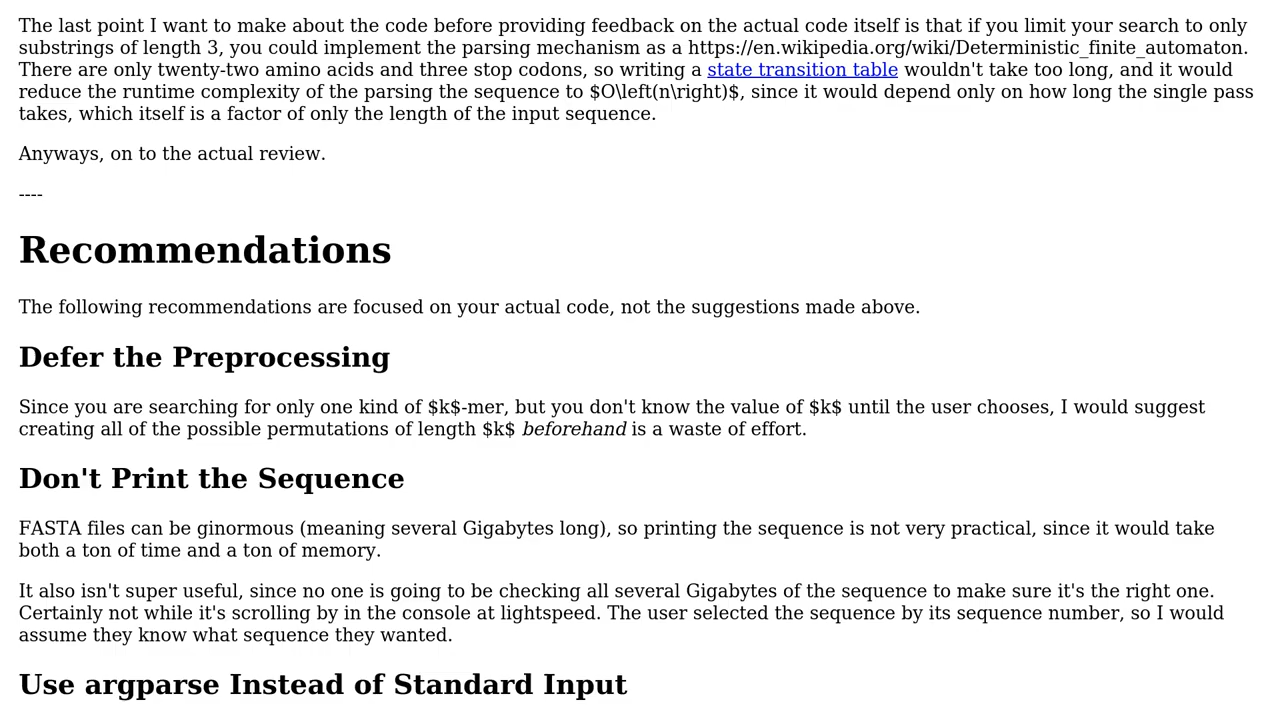 The last point I want to make about the code before providing feedback on the actual code itself is that if you limit your search to only
substrings of length 3, you could implement the parsing mechanism as a https://en.wikipedia.org/wiki/Deterministic_finite_automaton.
There are only twenty-two amino acids and three stop codons, so writing a state transition table wouldn't take too long, and it would
reduce the runtime complexity of the parsing the sequence to $O\left(n\right)$, since it would depend only on how long the single pass
takes, which itself is a factor of only the length of the input sequence.
Anyways, on to the actual review.
----
Recommendations
The following recommendations are focused on your actual code, not the suggestions made above.
Defer the Preprocessing
Since you are searching for only one kind of $k$-mer, but you don't know the value of $k$ until the user chooses, I would suggest
creating all of the possible permutations of length $k$ beforehand is a waste of effort.
Don't Print the Sequence
FASTA files can be ginormous (meaning several Gigabytes long), so printing the sequence is not very practical, since it would take
both a ton of time and a ton of memory.
It also isn't super useful, since no one is going to be checking all several Gigabytes of the sequence to make sure it's the right one.
Certainly not while it's scrolling by in the console at lightspeed. The user selected the sequence by its sequence number, so I would
assume they know what sequence they wanted.
Use argparse Instead of Standard Input